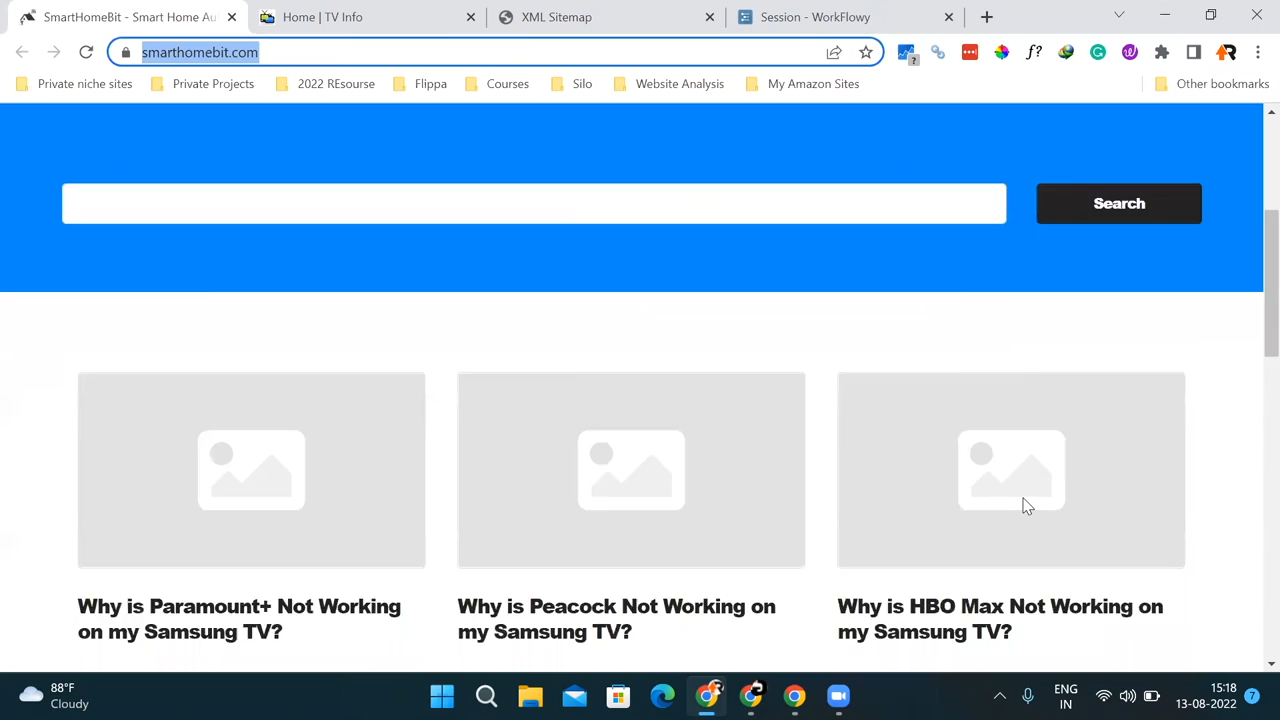 SmartHomeBit - Smart Home Au
Home | TV Info
XML Sitemap
Session - WorkFlowy
smarthomebit.com
f?
?
Private niche sites
Private Projects
2022 REsource
Flippa
Courses
Silo
Website Analysis
My Amazon Sites
Other bookmarks
Search
Why is Paramount+ Not Working
on my Samsung TV?
Why is Peacock Not Working on
my Samsung TV?
Why is HBO Max Not Working on
my Samsung TV?
88°F
Cloudy
ENG
IN
15:18
13-08-2022
7